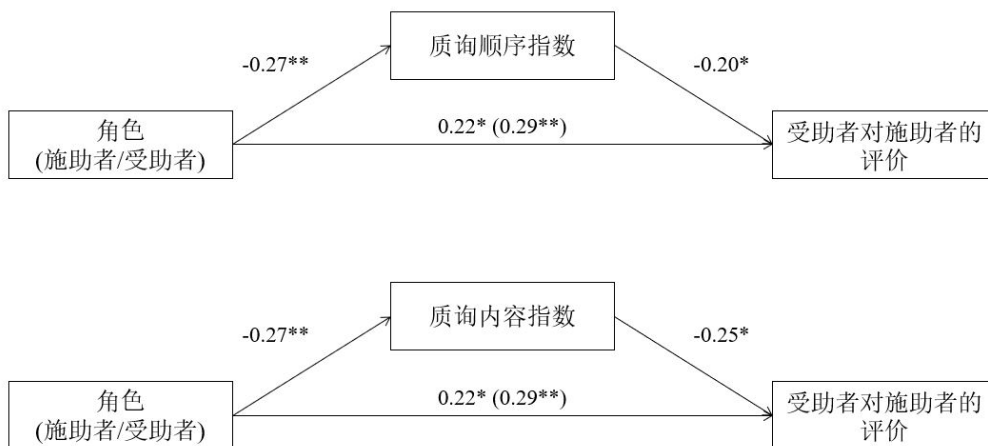 质询顺序指数
-0.27**
-0.20*
0.22* (0.29**)
角色
(施助者/受助者)
受助者对施助者的
评价
质询内容指数
-0.27**
-0.25*
0.22* (0.29**)
角色
(施助者/受助者)
受助者对施助者的
评价